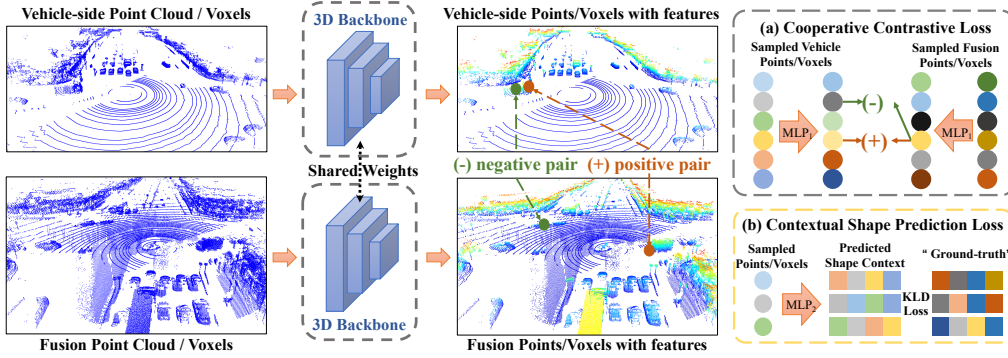 Vehicle-side Point Cloud / Voxels
3D Backbone
Vehicle-side Points/Voxels with features
(-) negative pair
(+) positive pair
Shared Weights
3D Backbone
Fusion Point Cloud / Voxels
Fusion Points/Voxels with features
(a) Cooperative Contrastive Loss
Sampled Vehicle
Points/Voxels
Sampled Fusion
Points/Voxels
MLP₁
(-)
(+)
MLP₁
(b) Contextual Shape Prediction Loss
Sampled
Points/Voxels
Predicted
Shape Context
“ Ground-truth”
MLP₂
KLD
Loss